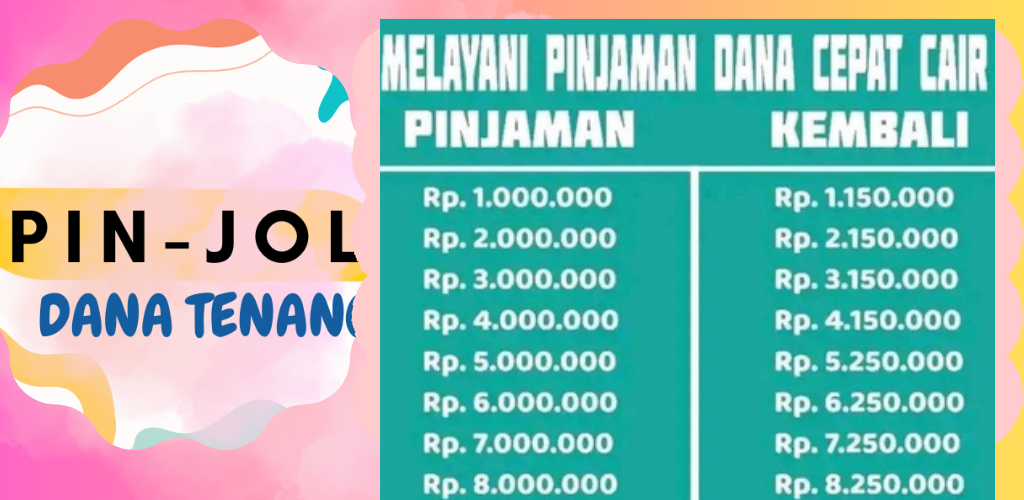 PIN-JOL
DANA TENANG
MELAYANI PINJAMAN DANA CEPAT CAIR
PINJAMAN KEMBALI
Rp. 1.000.000 Rp. 1.150.000
Rp. 2.000.000 Rp. 2.150.000
Rp. 3.000.000 Rp. 3.150.000
Rp. 4.000.000 Rp. 4.150.000
Rp. 5.000.000 Rp. 5.250.000
Rp. 6.000.000 Rp. 6.250.000
Rp. 7.000.000 Rp. 7.250.000
Rp. 8.000.000 Rp. 8.250.000